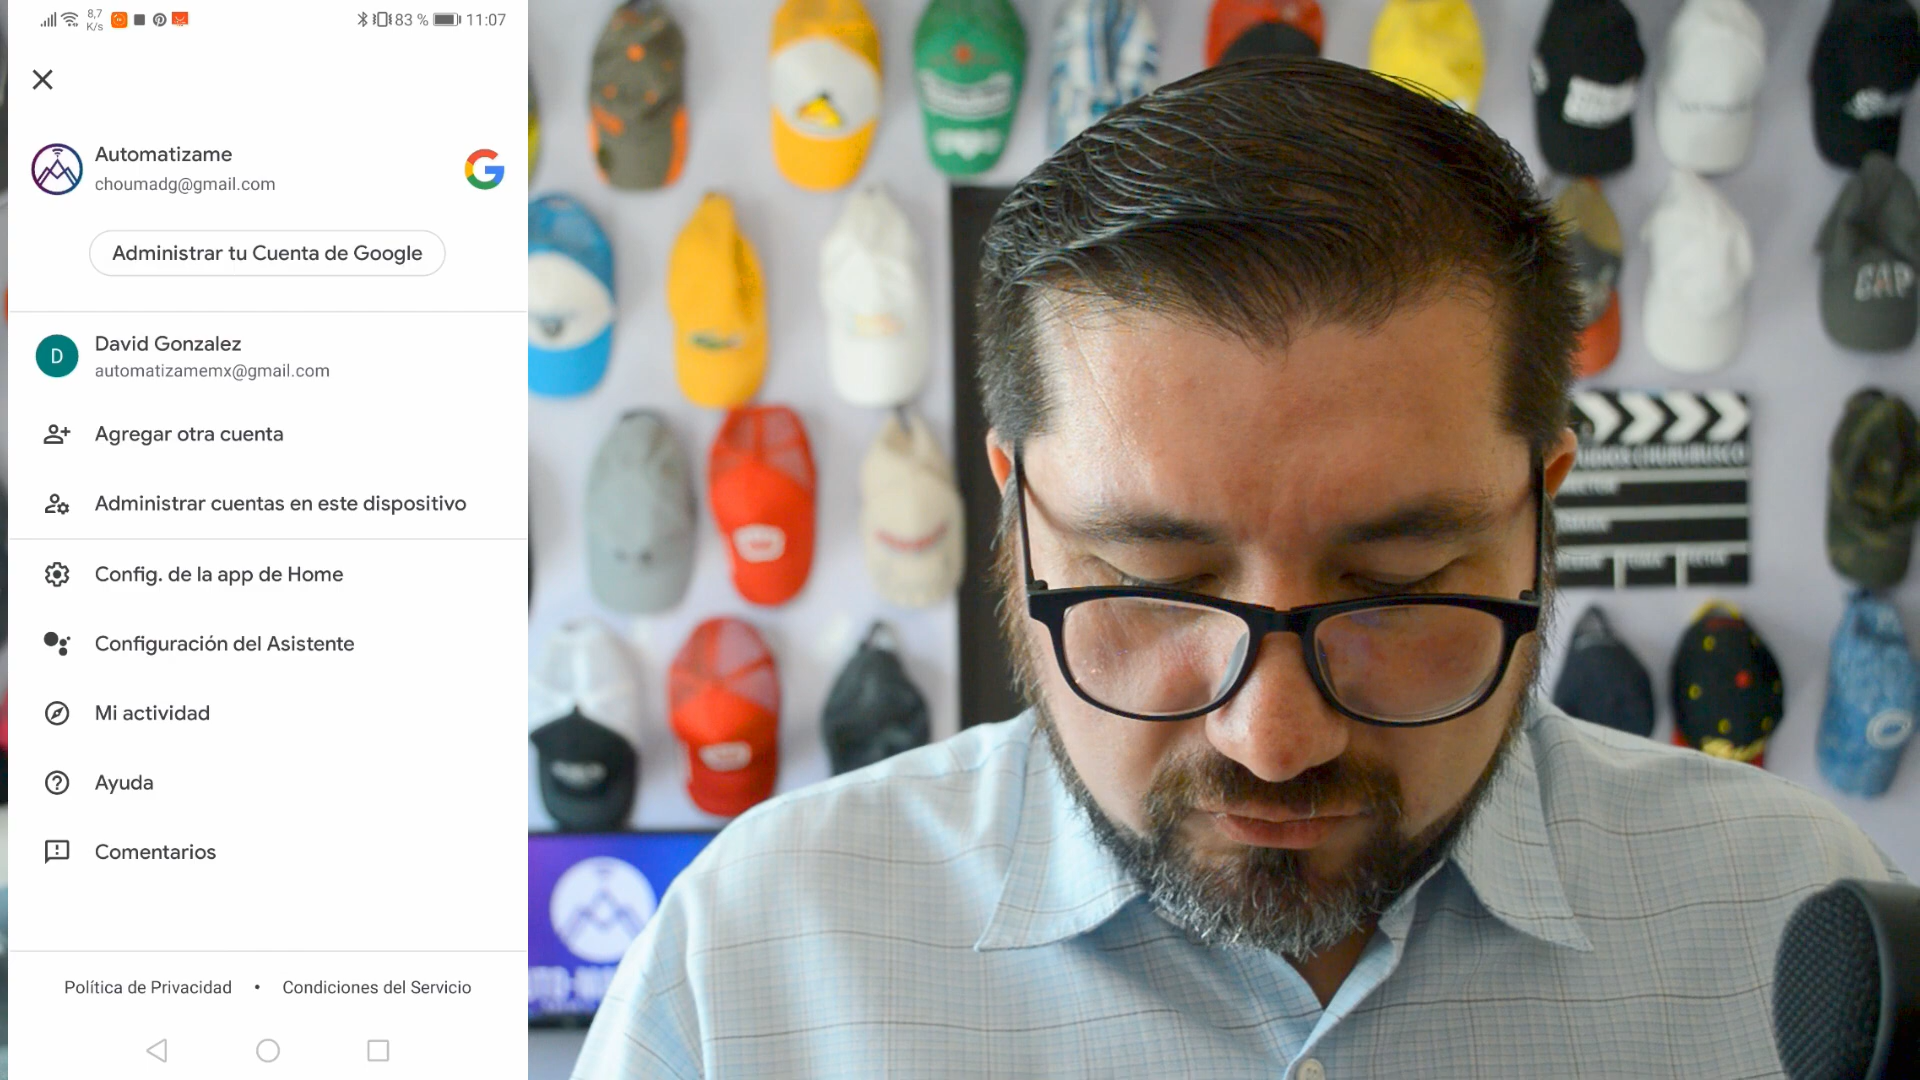 8,7
K/s
83 %
11:07
Automatizame
choumadg@gmail.com
Administrar tu Cuenta de Google
D
David Gonzalez
automatizamemx@gmail.com
Agregar otra cuenta
Administrar cuentas en este dispositivo
Config. de la app de Home
Configuración del Asistente
Mi actividad
Ayuda
Comentarios
Política de Privacidad • Condiciones del Servicio
GAP